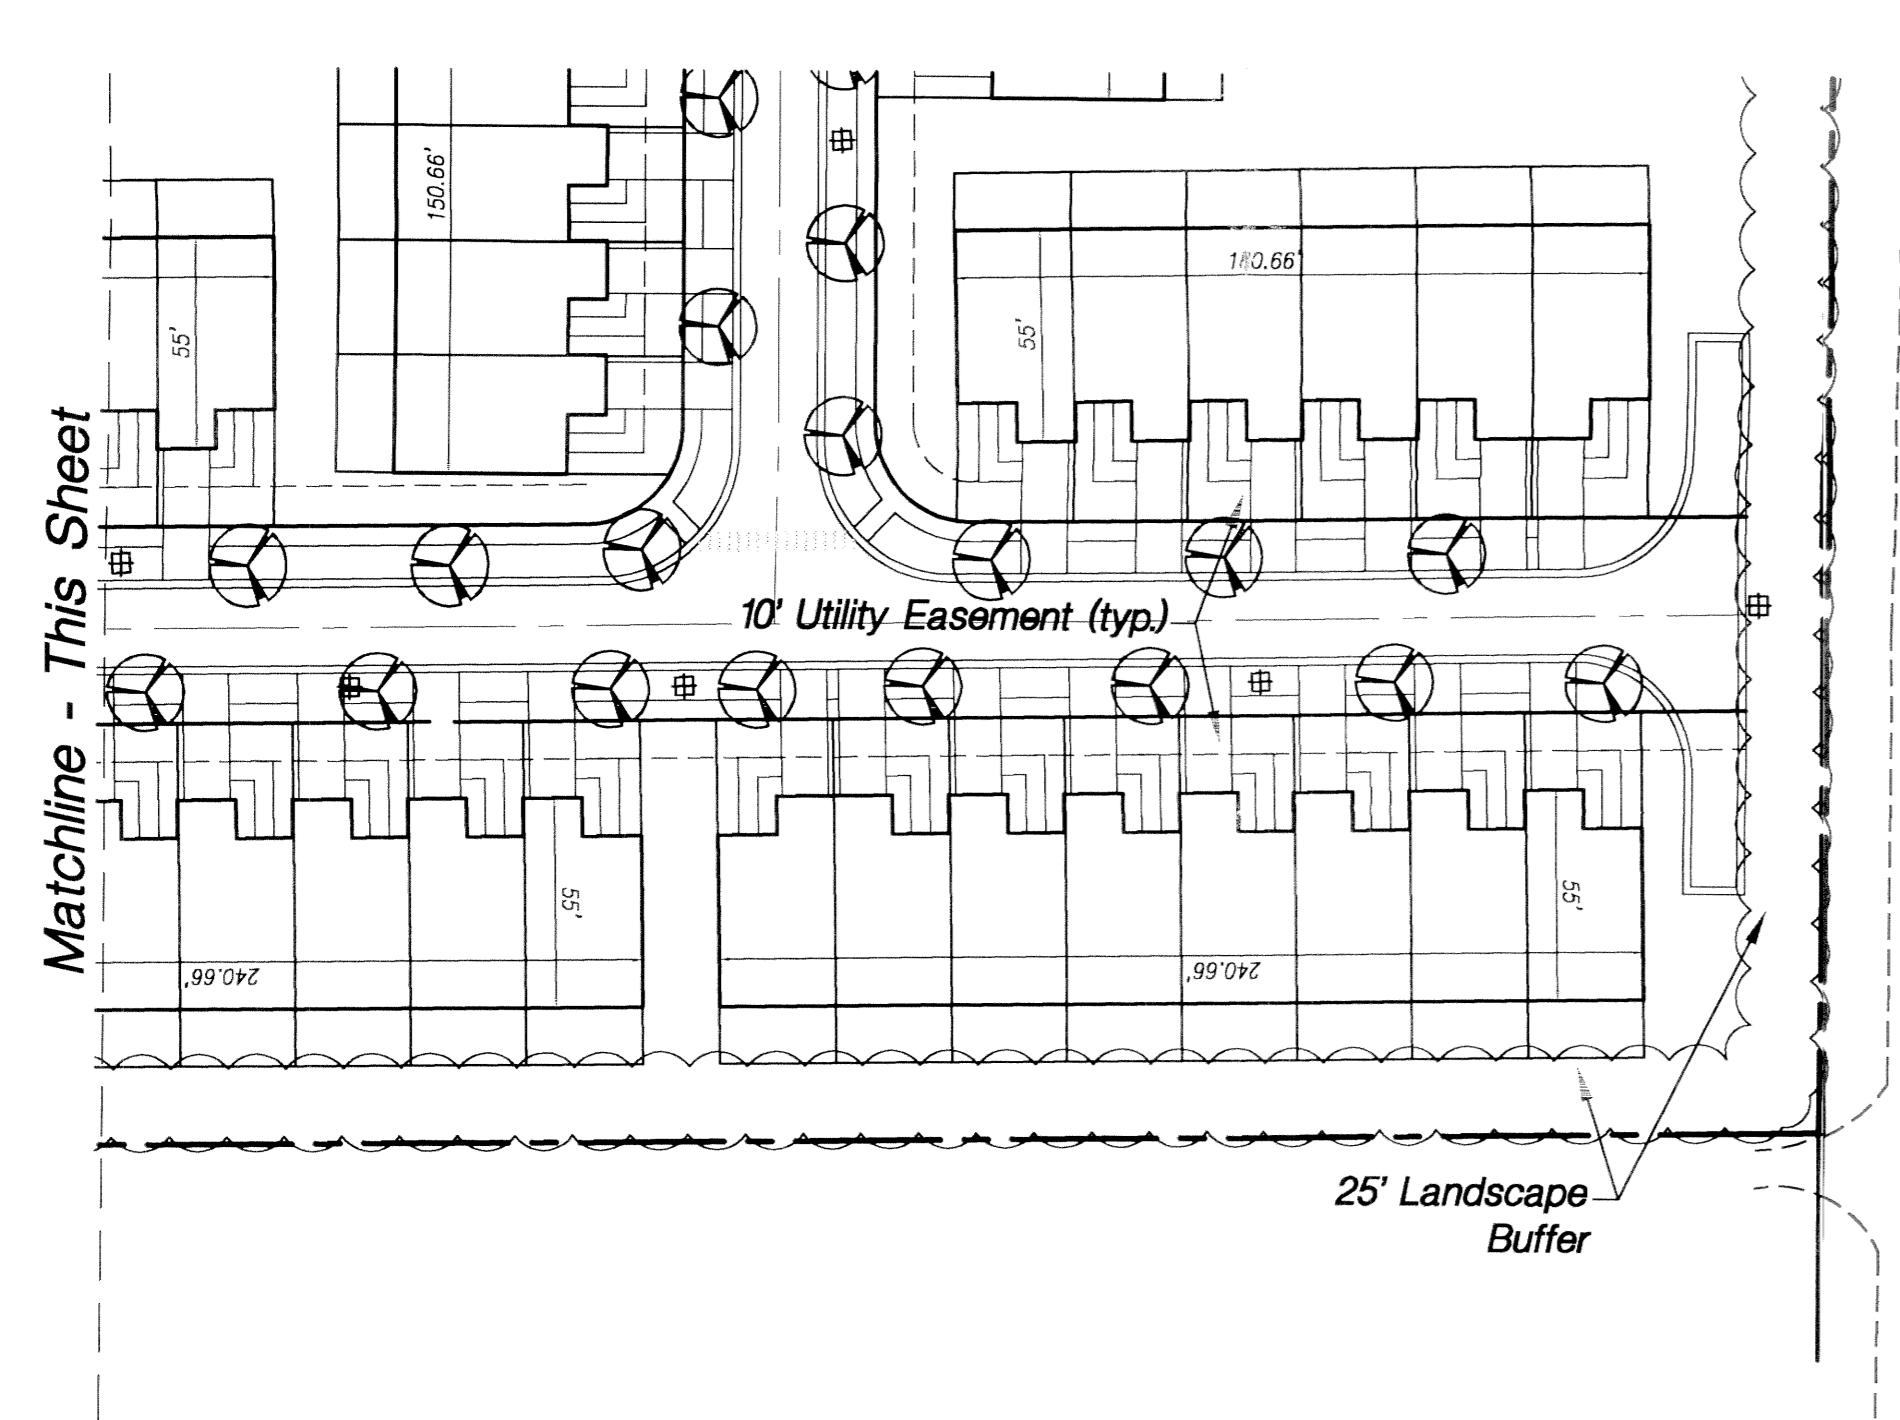 150.66'
55'
55'
10' Utility Easement (typ.)
Matchline - This Sheet
55'
55'
240.66'
240.66'
25' Landscape
Buffer